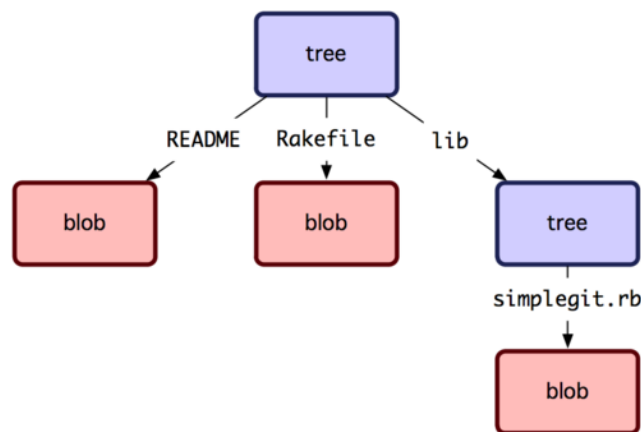 tree
README Rakefile lib
blob blob tree
simplegit.rb
blob